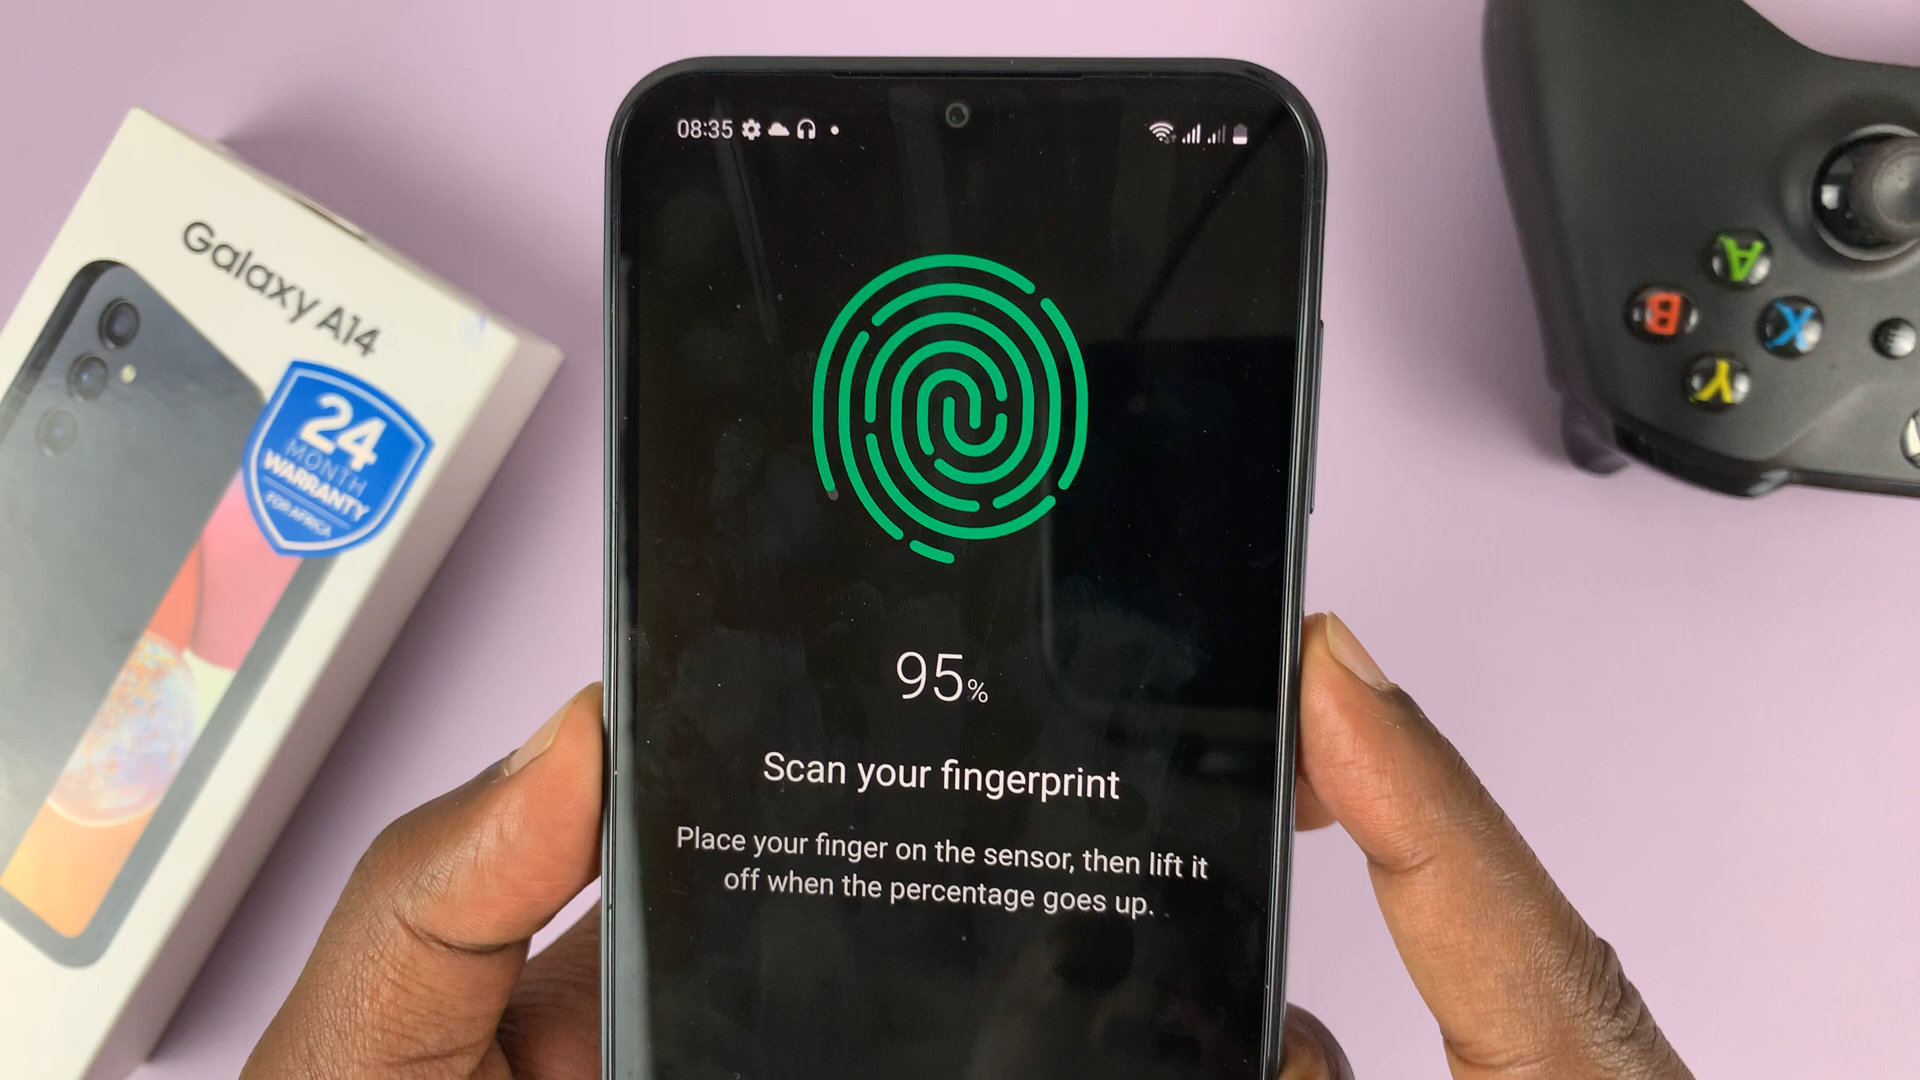 Galaxy A14
24
MONTH
WARRANTY
FOR AFRICA
08:35
95%
Scan your fingerprint
Place your finger on the sensor, then lift it
off when the percentage goes up.
A
B
X
Y